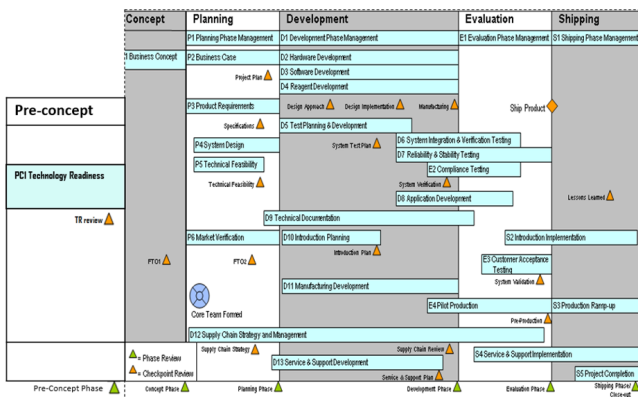 Concept Planning Development Evaluation Shipping
P1 Planning Phase Management D1 Development Phase Management E1 Evaluation Phase Management S1 Shipping Phase Management
1 Business Concept P2 Business Case D2 Hardware Development
D3 Software Development
Project Plan
D4 Reagent Development
Pre-concept
P3 Product Requirements Design Approach Design Implementation Manufacturing Ship Product
Specifications D5 Test Planning & Development
P4 System Design System Test Plan D6 System Integration & Verification Testing
D7 Reliability & Stability Testing
PCI Technology Readiness P5 Technical Feasibility E2 Compliance Testing
Technical Feasibility System Verification
D8 Application Development Lessons Learned
TR review D9 Technical Documentation
P6 Market Verification D10 Introduction Planning S2 Introduction Implementation
FTO1 FTO2 Introduction Plan E3 Customer Acceptance
Testing
System Validation
D11 Manufacturing Development
Core Team Formed E4 Pilot Production S3 Production Ramp-up
Pre-Production
D12 Supply Chain Strategy and Management
Supply Chain Strategy Supply Chain Review S4 Service & Support Implementation
= Phase Review
D13 Service & Support Development
= Checkpoint Review Service & Support Plan S5 Project Completion
Pre-Concept Phase Concept Phase Planning Phase Development Phase Evaluation Phase Shipping Phase/
Close-out